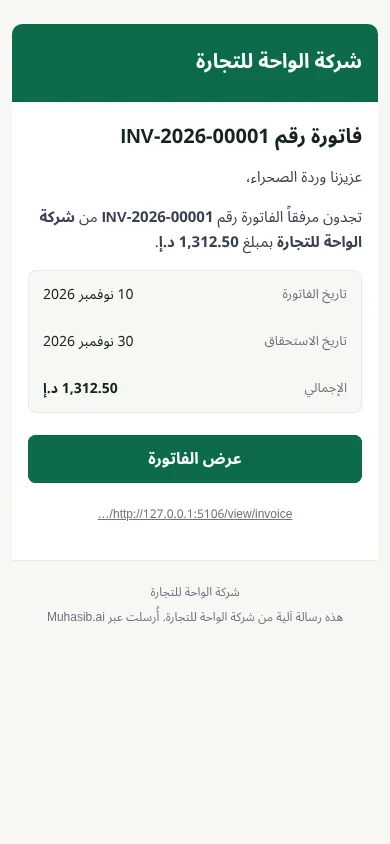 شركة الواحة للتجارة
فاتورة رقم INV-2026-00001
عزيزنا وردة الصحراء،
تجدون مرفقاً الفاتورة رقم INV-2026-00001 من شركة
الواحة للتجارة بمبلغ 1,312.50 د.إ.
تاريخ الفاتورة 10 نوفمبر 2026
تاريخ الاستحقاق 30 نوفمبر 2026
الإجمالي 1,312.50 د.إ
عرض الفاتورة
http://127.0.0.1:5106/view/invoice/…
شركة الواحة للتجارة
هذه رسالة آلية من شركة الواحة للتجارة. أُرسلت عبر Muhasib.ai